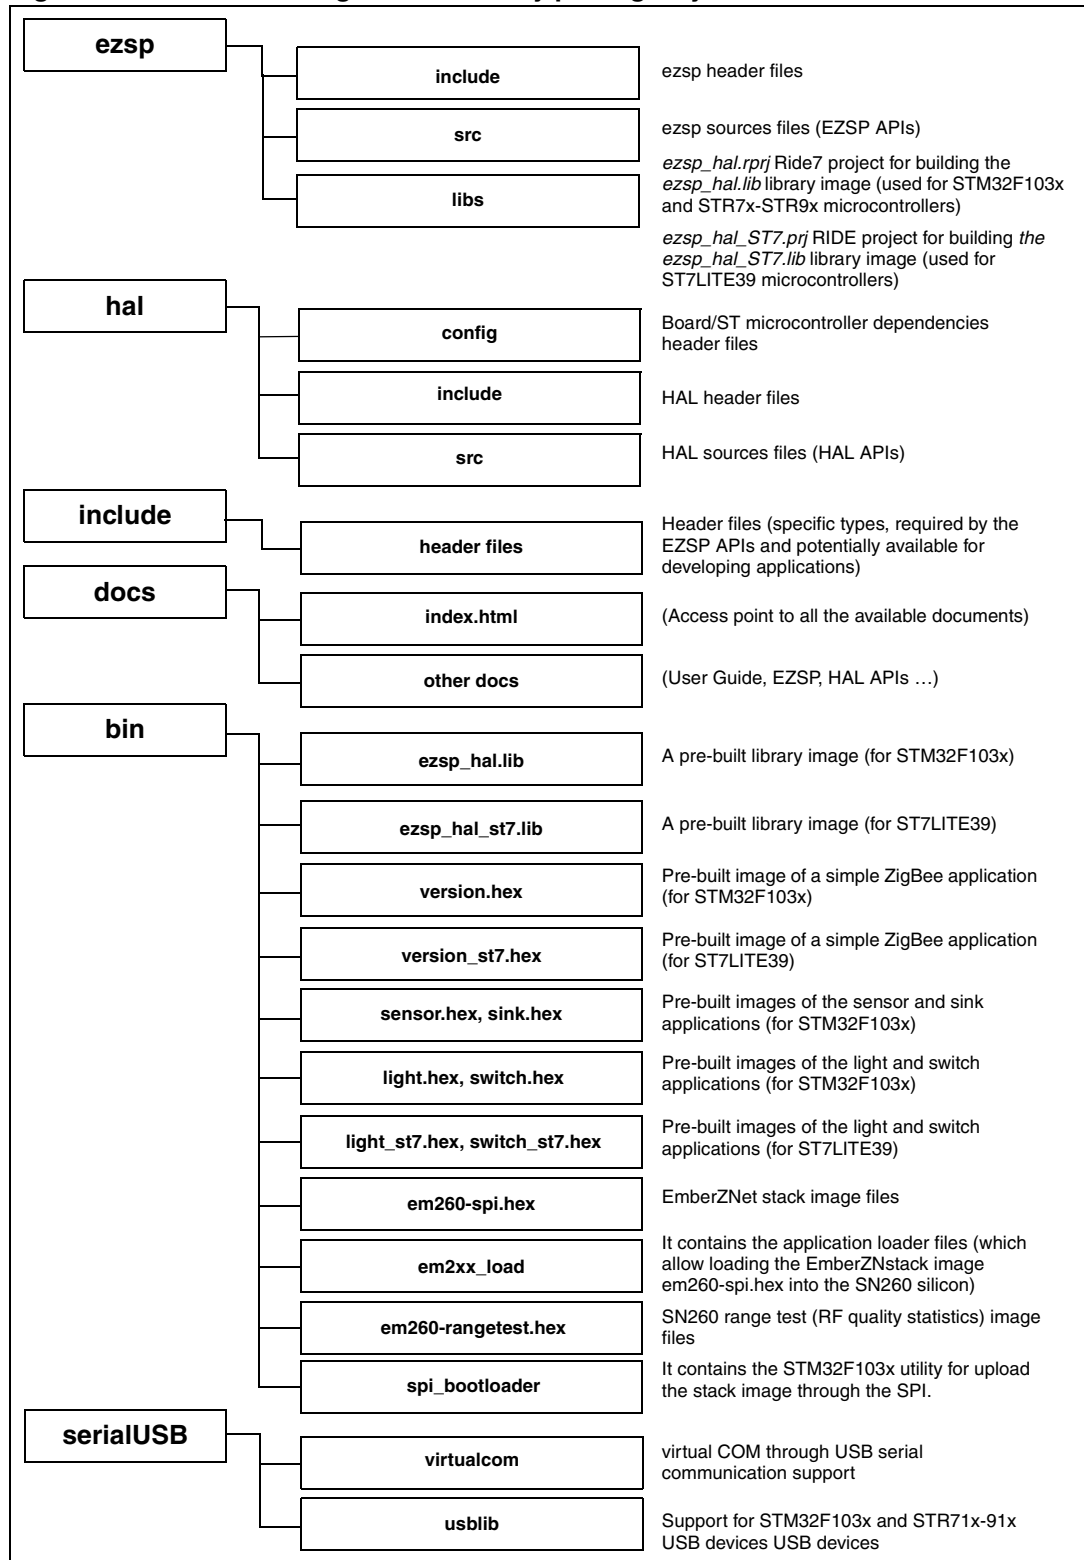 ezsp
include
ezsp header files
src
ezsp sources files (EZSP APIs)
libs
ezsp_hal.rprj Ride7 project for building the
ezsp_hal.lib library image (used for STM32F103x
and STR7x-STR9x microcontrollers)
ezsp_hal_ST7.prj RIDE project for building the
ezsp_hal_ST7.lib library image (used for
ST7LITE39 microcontrollers)
hal
config
Board/ST microcontroller dependencies
header files
include
HAL header files
src
HAL sources files (HAL APIs)
include
header files
Header files (specific types, required by the
EZSP APIs and potentially available for
developing applications)
docs
index.html
(Access point to all the available documents)
other docs
(User Guide, EZSP, HAL APIs …)
bin
ezsp_hal.lib
A pre-built library image (for STM32F103x)
ezsp_hal_st7.lib
A pre-built library image (for ST7LITE39)
version.hex
Pre-built image of a simple ZigBee application
(for STM32F103x)
version_st7.hex
Pre-built image of a simple ZigBee application
(for ST7LITE39)
sensor.hex, sink.hex
Pre-built images of the sensor and sink
applications (for STM32F103x)
light.hex, switch.hex
Pre-built images of the light and switch
applications (for STM32F103x)
light_st7.hex, switch_st7.hex
Pre-built images of the light and switch
applications (for ST7LITE39)
em260-spi.hex
EmberZNet stack image files
em2xx_load
It contains the application loader files (which
allow loading the EmberZNstack image
em260-spi.hex into the SN260 silicon)
em260-rangetest.hex
SN260 range test (RF quality statistics) image
files
spi_bootloader
It contains the STM32F103x utility for upload
the stack image through the SPI.
serialUSB
virtualcom
virtual COM through USB serial
communication support
usblib
Support for STM32F103x and STR71x-91x
USB devices USB devices